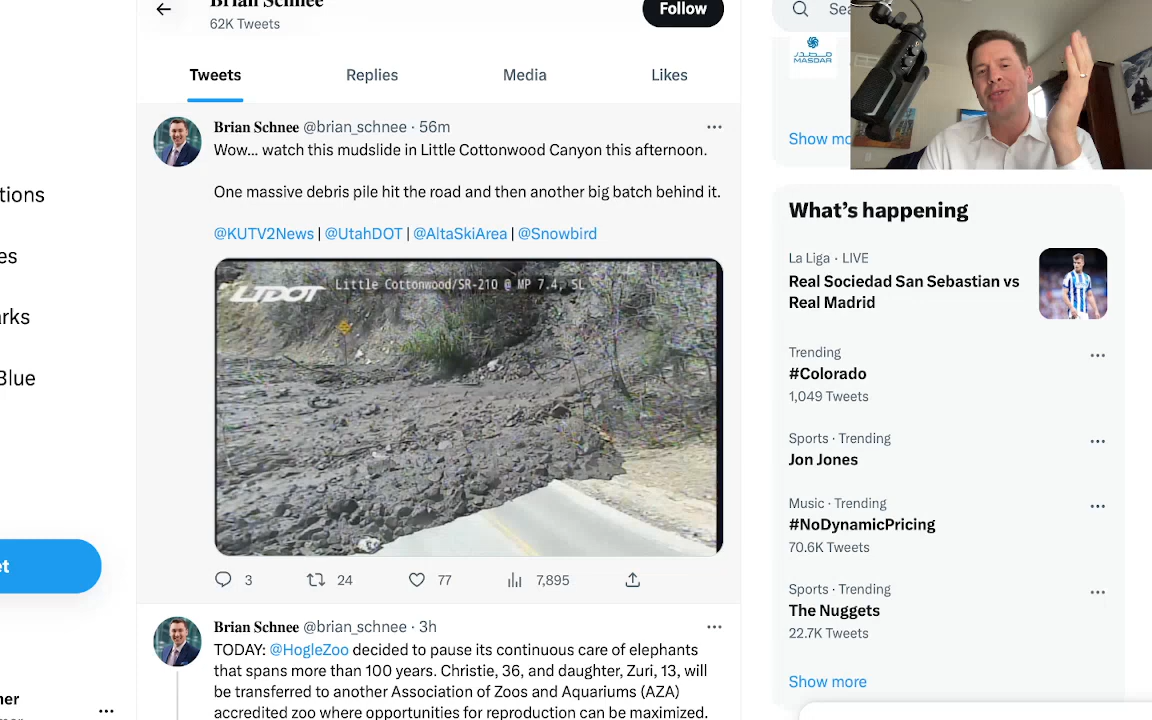 Brian Schnee
62K Tweets
Follow
Tweets
Replies
Media
Likes
Brian Schnee @brian_schnee · 56m
Wow... watch this mudslide in Little Cottonwood Canyon this afternoon.
One massive debris pile hit the road and then another big batch behind it.
@KUTV2News | @UtahDOT | @AltaSkiArea | @Snowbird
UDOT
Little Cottonwood/SR-210 @ MP 7.4, SL
3
24
77
7,895
Brian Schnee @brian_schnee · 3h
TODAY: @HogleZoo decided to pause its continuous care of elephants
that spans more than 100 years. Christie, 36, and daughter, Zuri, 13, will
be transferred to another Association of Zoos and Aquariums (AZA)
accredited zoo where opportunities for reproduction can be maximized.
tions
es
arks
Blue
et
ner
Sea
مصدر
MASDAR
Show mo
What's happening
La Liga · LIVE
Real Sociedad San Sebastian vs
Real Madrid
Trending
#Colorado
1,049 Tweets
Sports · Trending
Jon Jones
Music · Trending
#NoDynamicPricing
70.6K Tweets
Sports · Trending
The Nuggets
22.7K Tweets
Show more